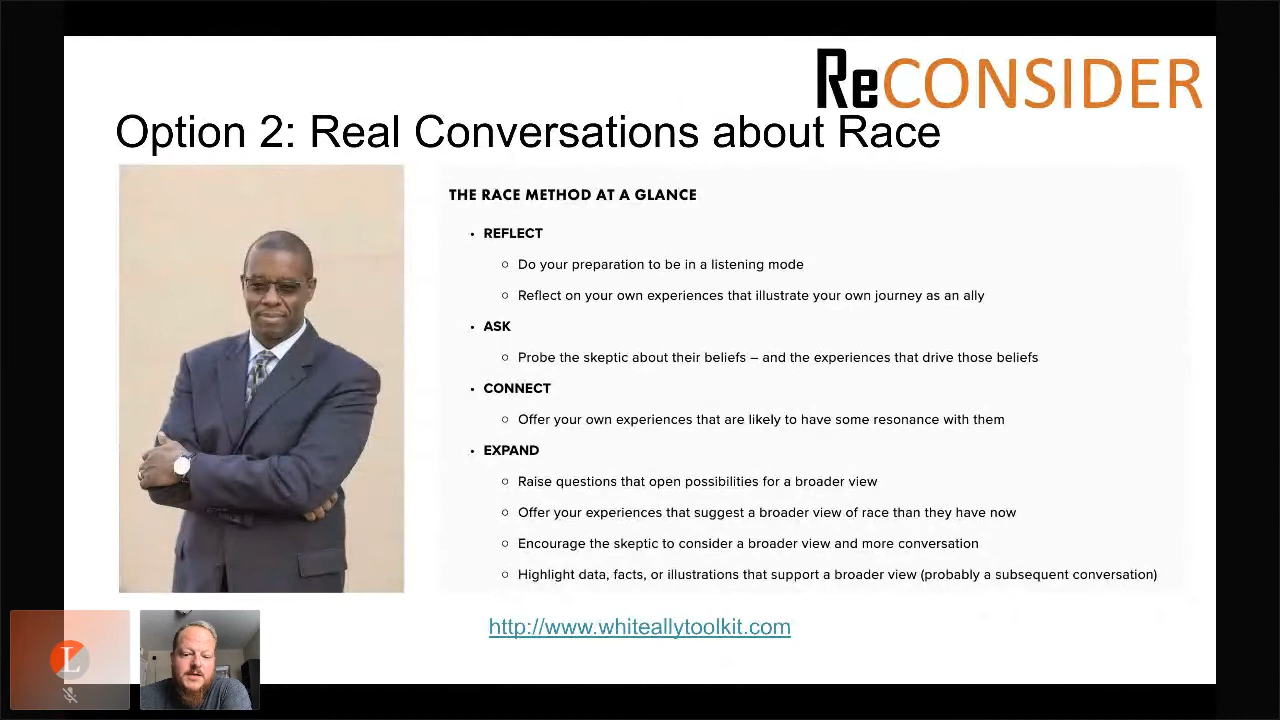 ReCONSIDER
Option 2: Real Conversations about Race
THE RACE METHOD AT A GLANCE
• REFLECT
○ Do your preparation to be in a listening mode
○ Reflect on your own experiences that illustrate your own journey as an ally
• ASK
○ Probe the skeptic about their beliefs – and the experiences that drive those beliefs
• CONNECT
○ Offer your own experiences that are likely to have some resonance with them
• EXPAND
○ Raise questions that open possibilities for a broader view
○ Offer your experiences that suggest a broader view of race than they have now
○ Encourage the skeptic to consider a broader view and more conversation
○ Highlight data, facts, or illustrations that support a broader view (probably a subsequent conversation)
http://www.whiteallytoolkit.com
L